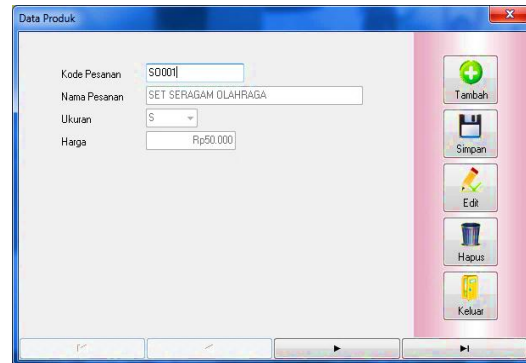 Data Produk
Kode Pesanan SO001
Nama Pesanan SET SERAGAM OLAHRAGA
Ukuran S
Harga Rp50.000
Tambah
Simpan
Edit
Hapus
Keluar